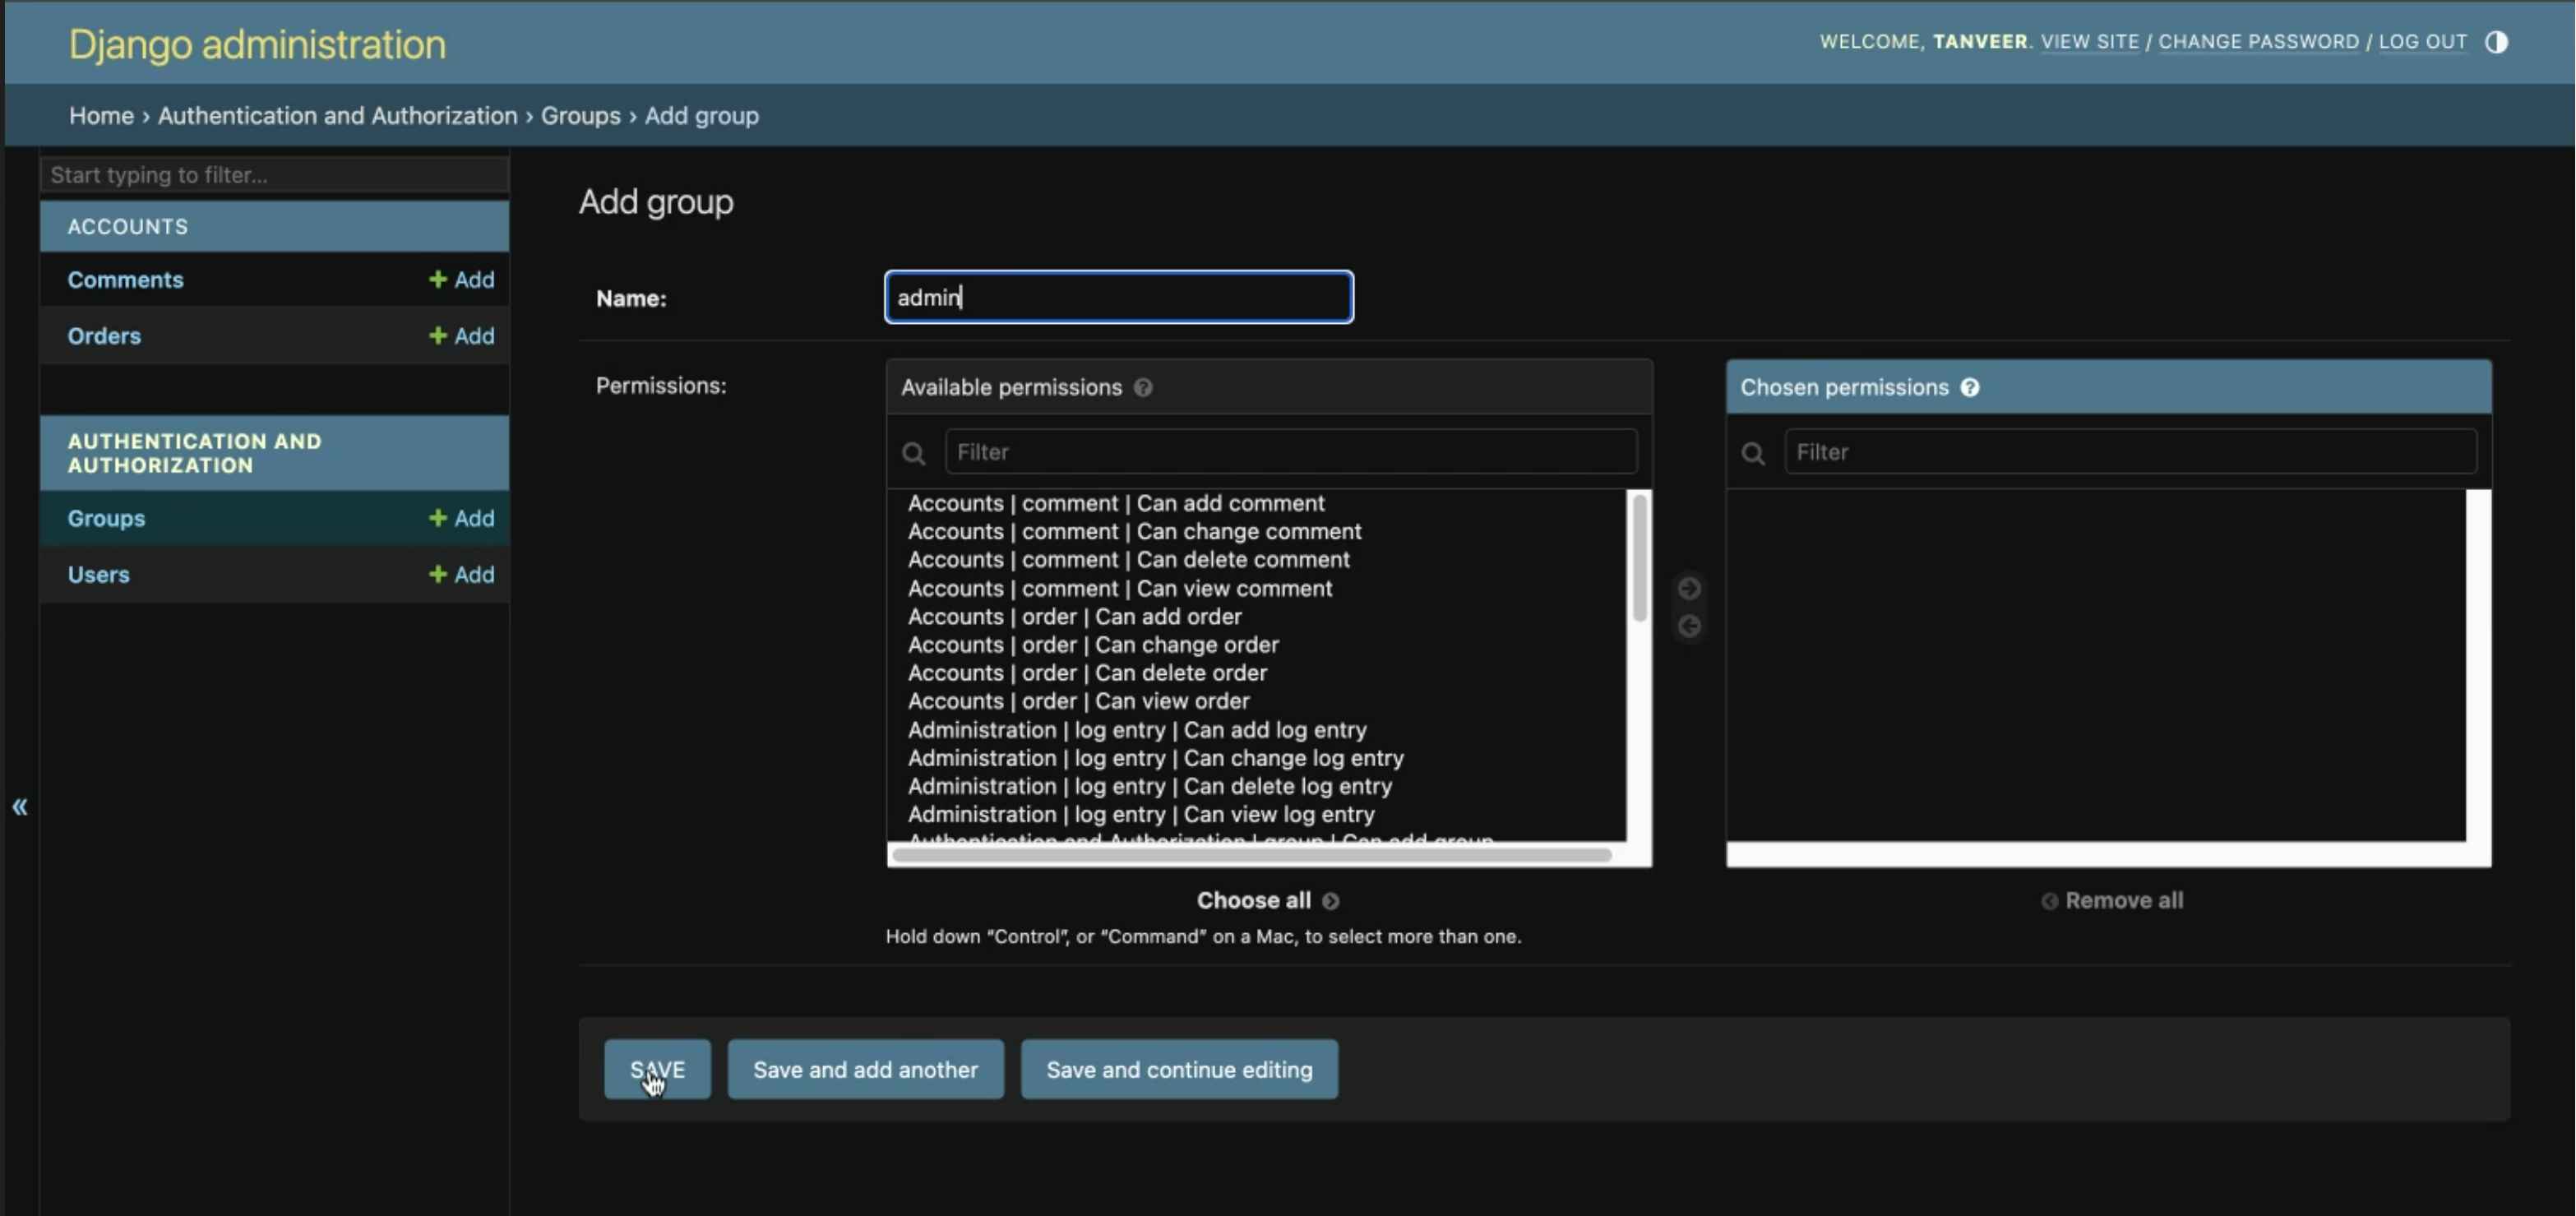 Django administration
WELCOME, TANVEER. VIEW SITE / CHANGE PASSWORD / LOG OUT
Home › Authentication and Authorization › Groups › Add group
Start typing to filter...
ACCOUNTS
Comments + Add
Orders + Add
AUTHENTICATION AND
AUTHORIZATION
Groups + Add
Users + Add
«
Add group
Name: admin
Permissions:
Available permissions ?
Filter
Accounts | comment | Can add comment
Accounts | comment | Can change comment
Accounts | comment | Can delete comment
Accounts | comment | Can view comment
Accounts | order | Can add order
Accounts | order | Can change order
Accounts | order | Can delete order
Accounts | order | Can view order
Administration | log entry | Can add log entry
Administration | log entry | Can change log entry
Administration | log entry | Can delete log entry
Administration | log entry | Can view log entry
Authentication and Authorization | group | Can add group
Choose all
Hold down “Control”, or “Command” on a Mac, to select more than one.
Chosen permissions ?
Filter
Remove all
SAVE
Save and add another
Save and continue editing